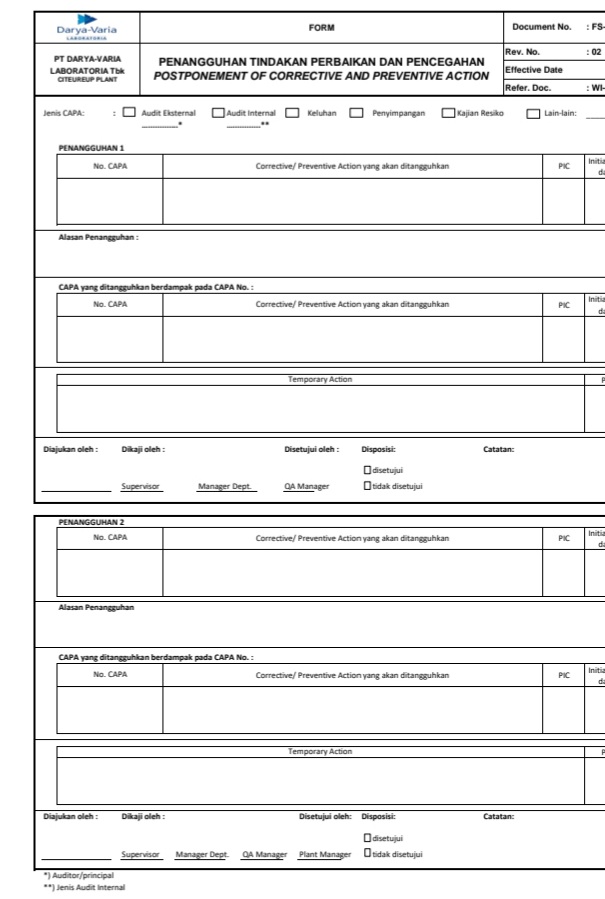 Darya-Varia
LABORATORIA
FORM
Document No. : FS-
PT DARYA-VARIA
LABORATORIA Tbk
CITEUREUP PLANT
PENANGGUHAN TINDAKAN PERBAIKAN DAN PENCEGAHAN
POSTPONEMENT OF CORRECTIVE AND PREVENTIVE ACTION
Rev. No. : 02
Effective Date
Refer. Doc. : WI-
Jenis CAPA: : Audit Eksternal Audit Internal Keluhan Penyimpangan Kajian Resiko Lain-lain: ____
---------------* --------------**
PENANGGUHAN 1
No. CAPA Corrective/ Preventive Action yang akan ditangguhkan PIC Initia
da
Alasan Penangguhan :
CAPA yang ditangguhkan berdampak pada CAPA No. :
No. CAPA Corrective/ Preventive Action yang akan ditangguhkan PIC Initia
da
Temporary Action P
Diajukan oleh : Dikaji oleh : Disetujui oleh : Disposisi: Catatan:
disetujui
Supervisor Manager Dept. QA Manager tidak disetujui
PENANGGUHAN 2
No. CAPA Corrective/ Preventive Action yang akan ditangguhkan PIC Initia
da
Alasan Penangguhan
CAPA yang ditangguhkan berdampak pada CAPA No. :
No. CAPA Corrective/ Preventive Action yang akan ditangguhkan PIC Initia
da
Temporary Action P
Diajukan oleh : Dikaji oleh : Disetujui oleh: Disposisi: Catatan:
disetujui
Supervisor Manager Dept. QA Manager Plant Manager tidak disetujui
*) Auditor/principal
**) Jenis Audit Internal